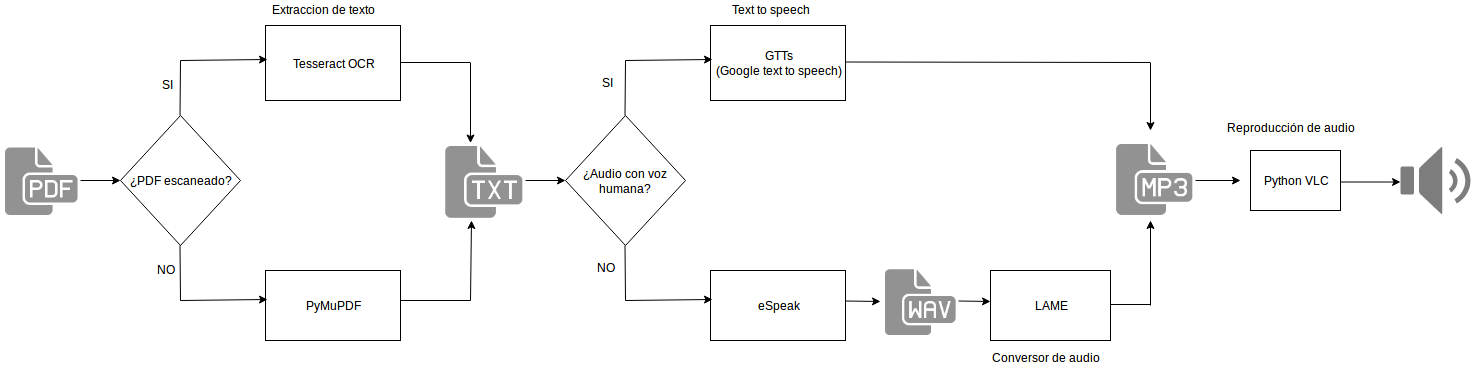 Extraccion de texto
Text to speech
Tesseract OCR
GTTs
(Google text to speech)
SI
SI
Reproducción de audio
PDF
¿PDF escaneado?
TXT
¿Audio con voz
humana?
MP3
Python VLC
NO
NO
PyMuPDF
eSpeak
WAV
LAME
Conversor de audio